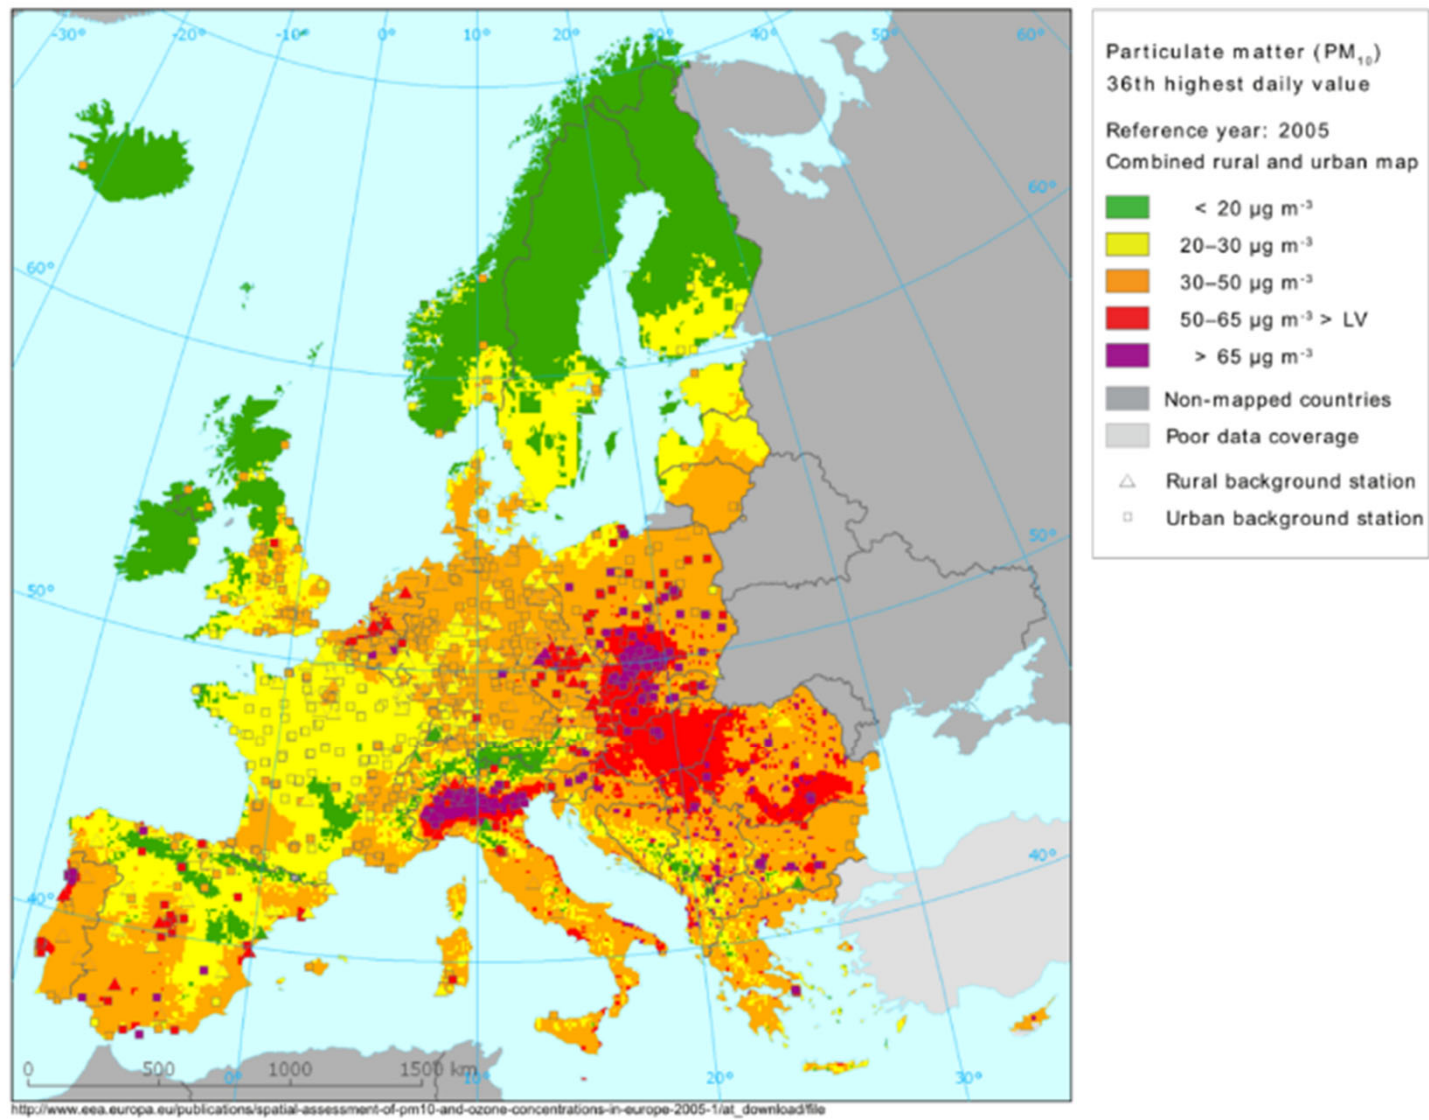 -30° -20° -10° 0° 10° 20° 30° 40° 50° 60°
60°
60°
50°
50°
40°
40°
0 500 1000 1500 km
0° 10° 20° 30°
http://www.eea.europa.eu/publications/spatial-assessment-of-pm10-and-ozone-concentrations-in-europe-2005-1/at_download/file
Particulate matter (PM₁₀)
36th highest daily value
Reference year: 2005
Combined rural and urban map
< 20 µg m⁻³
20–30 µg m⁻³
30–50 µg m⁻³
50–65 µg m⁻³ > LV
> 65 µg m⁻³
Non-mapped countries
Poor data coverage
Rural background station
Urban background station